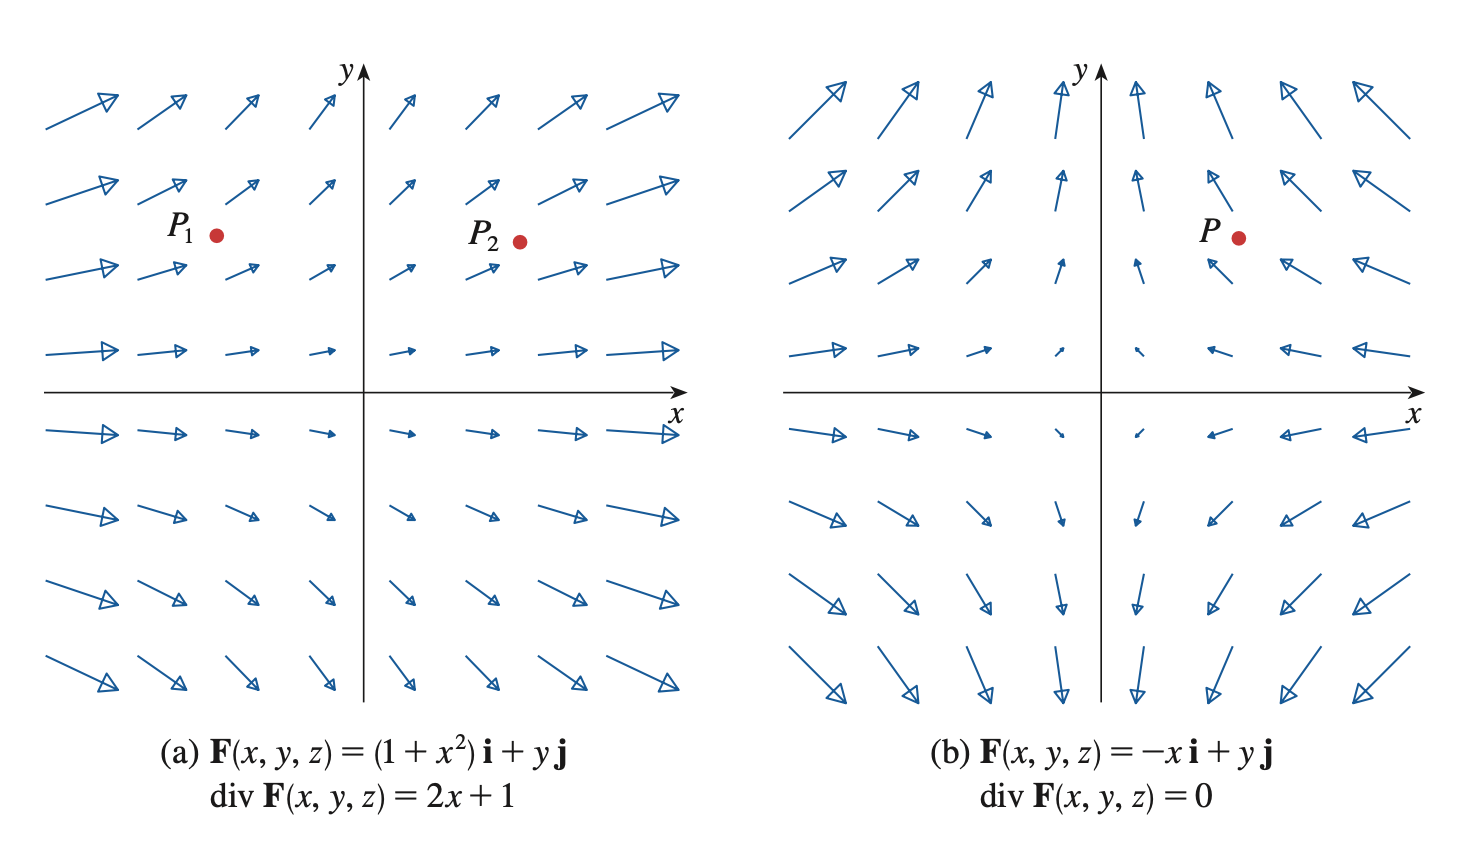 y
P₁
P₂
x
(a) F(x, y, z) = (1 + x²) i + y j
div F(x, y, z) = 2x + 1
y
P
x
(b) F(x, y, z) = −x i + y j
div F(x, y, z) = 0